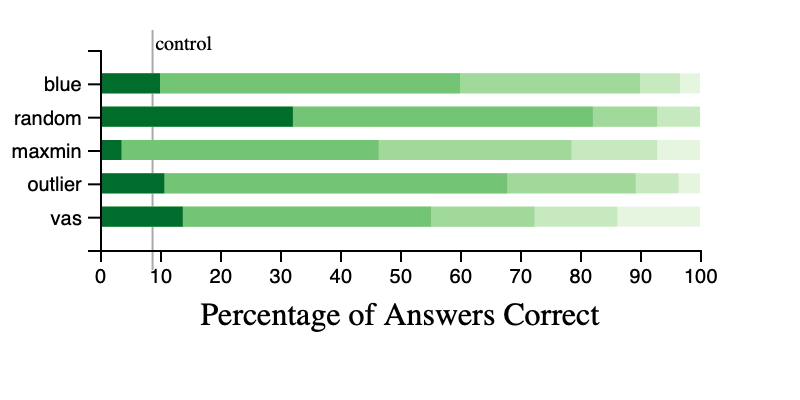 control
blue
random
maxmin
outlier
vas
0 10 20 30 40 50 60 70 80 90 100
Percentage of Answers Correct